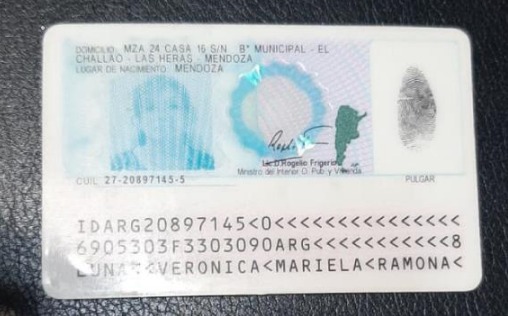 DOMICILIO: MZA 24 CASA 16 S/N B° MUNICIPAL - EL
CHALLAO - LAS HERAS - MENDOZA
LUGAR DE NACIMIENTO: MENDOZA
Lic. D. Rogelio Frigerio
Ministro del Interior O. Pub. y Vivienda
CUIL: 27-20897145-5
PULGAR
IDARG20897145<0<<<<<<<<<<<<<<<
6905303F3303090ARG<<<<<<<<<<<8
LUNA<<VERONICA<MARIELA<RAMONA<